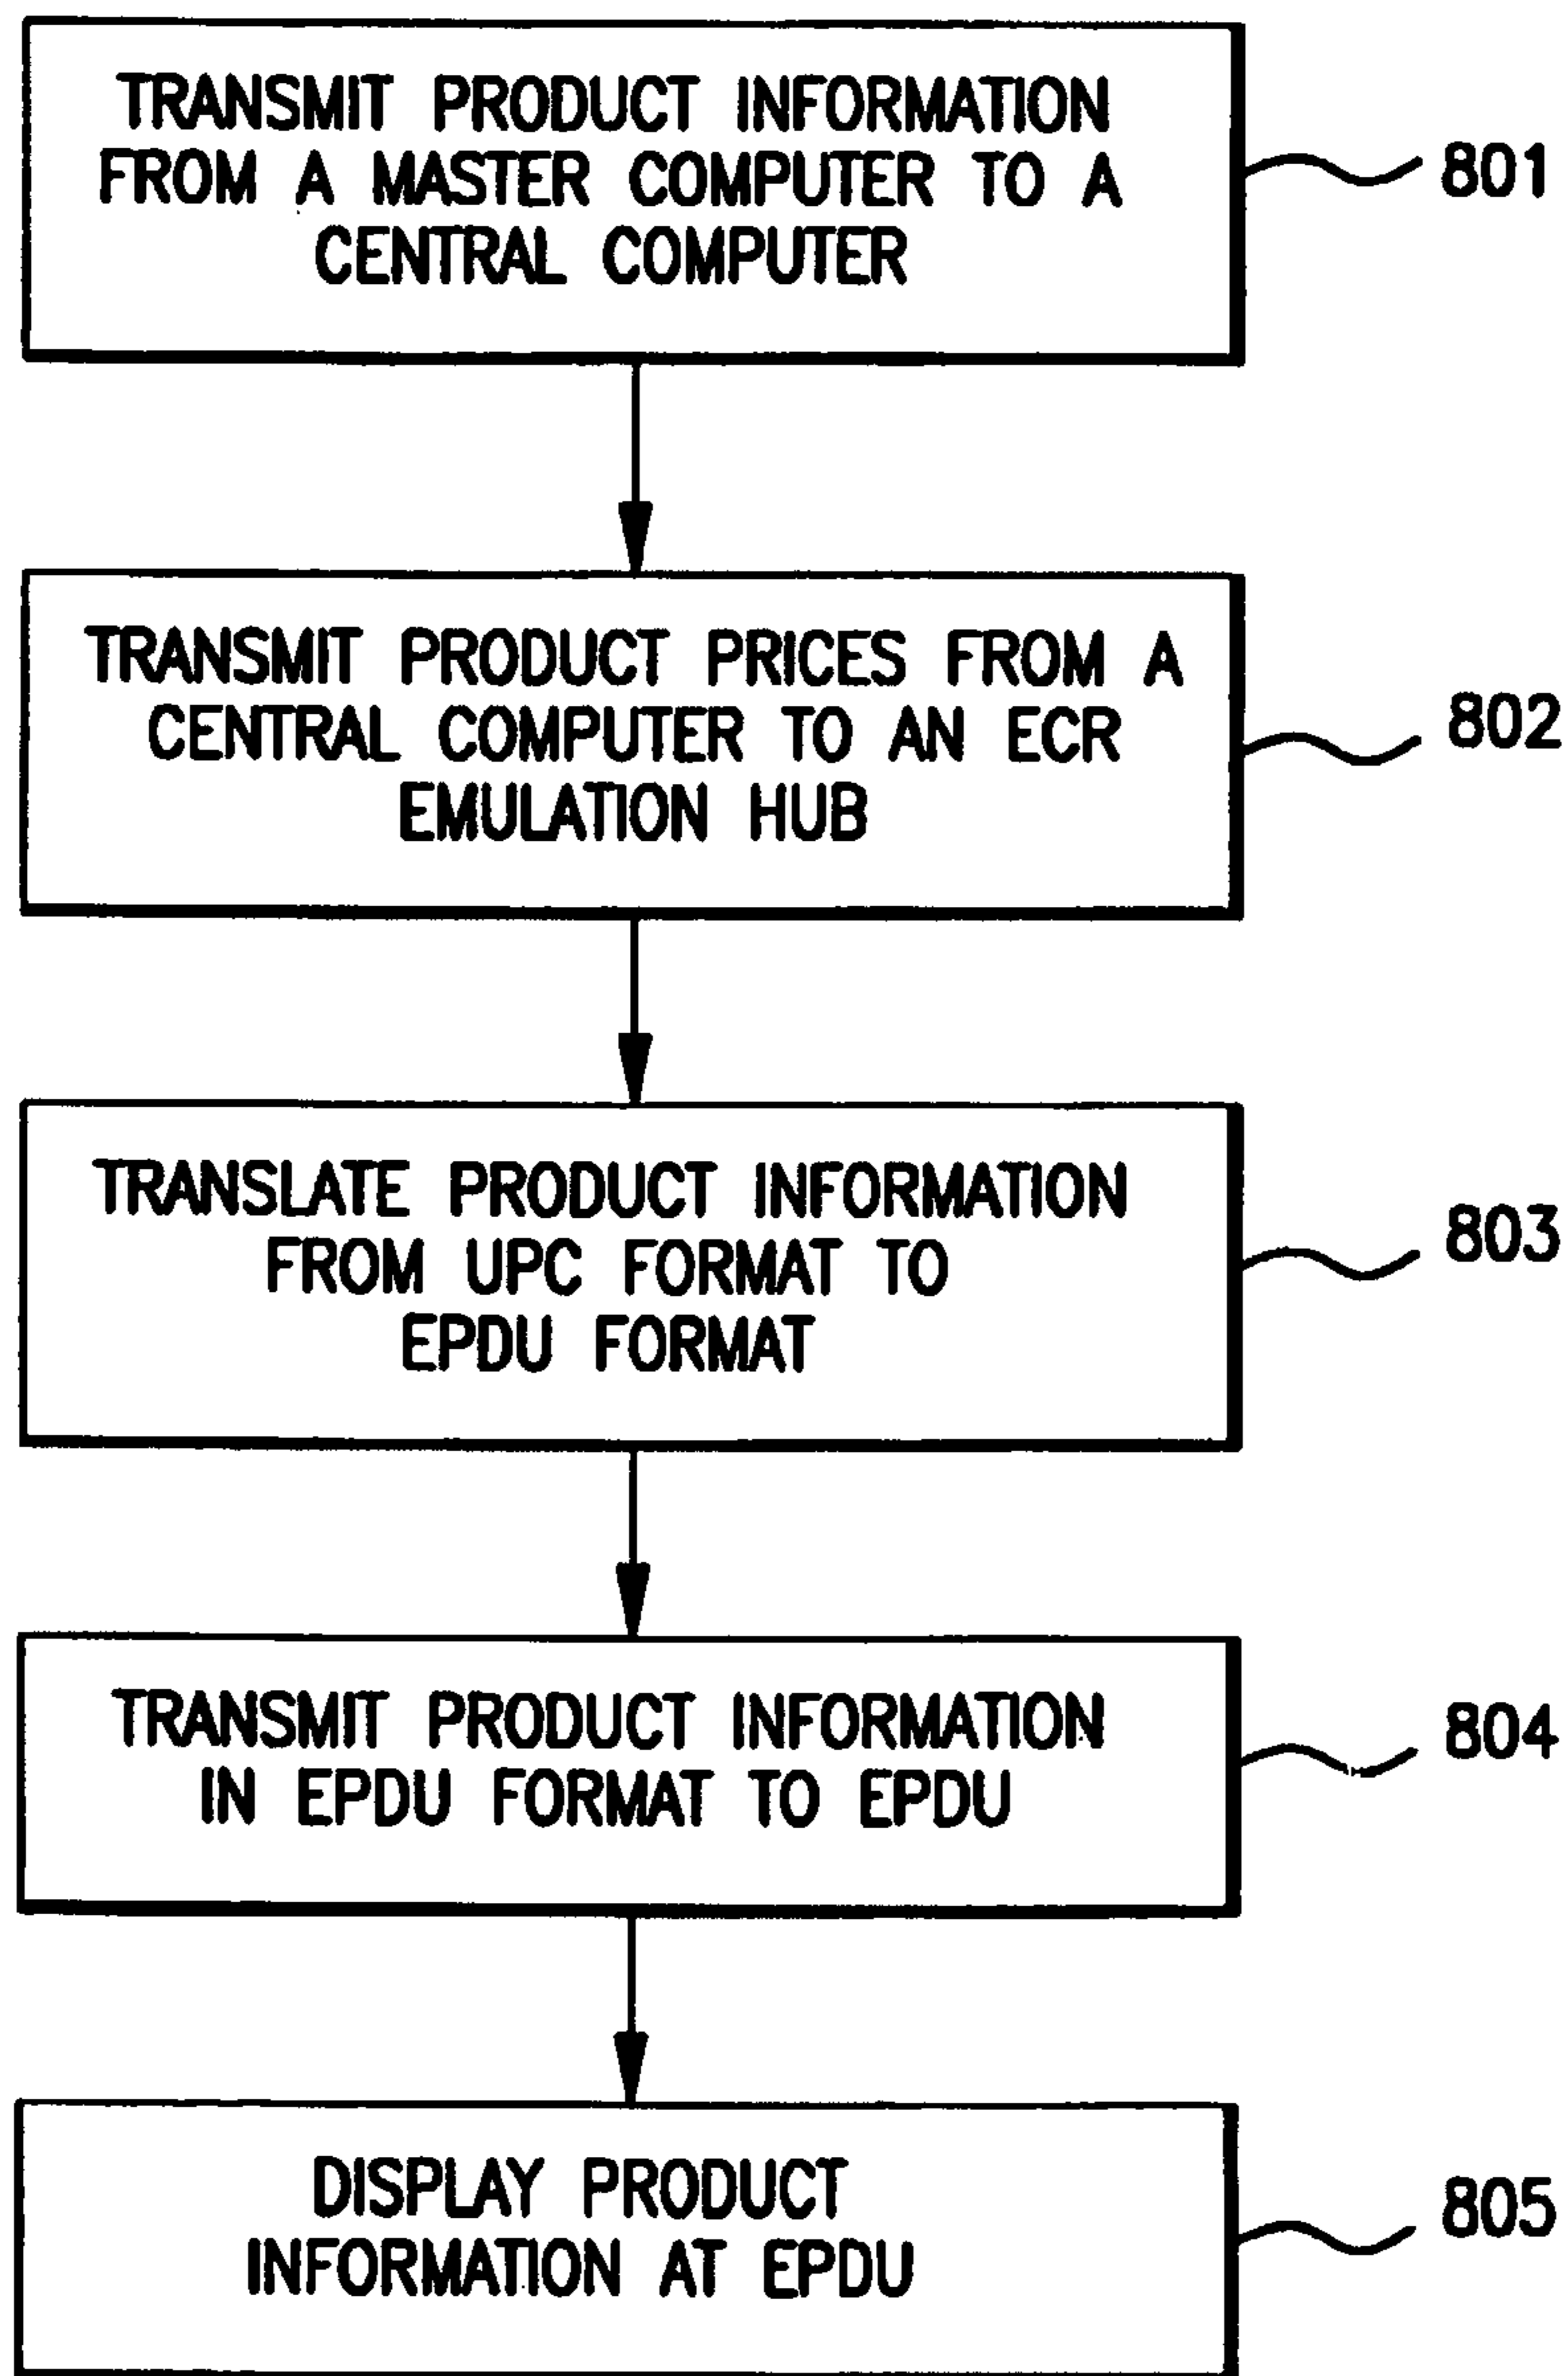 TRANSMIT PRODUCT INFORMATION
FROM A MASTER COMPUTER TO A
CENTRAL COMPUTER
801
TRANSMIT PRODUCT PRICES FROM A
CENTRAL COMPUTER TO AN ECR
EMULATION HUB
802
TRANSLATE PRODUCT INFORMATION
FROM UPC FORMAT TO
EPDU FORMAT
803
TRANSMIT PRODUCT INFORMATION
IN EPDU FORMAT TO EPDU
804
DISPLAY PRODUCT
INFORMATION AT EPDU
805